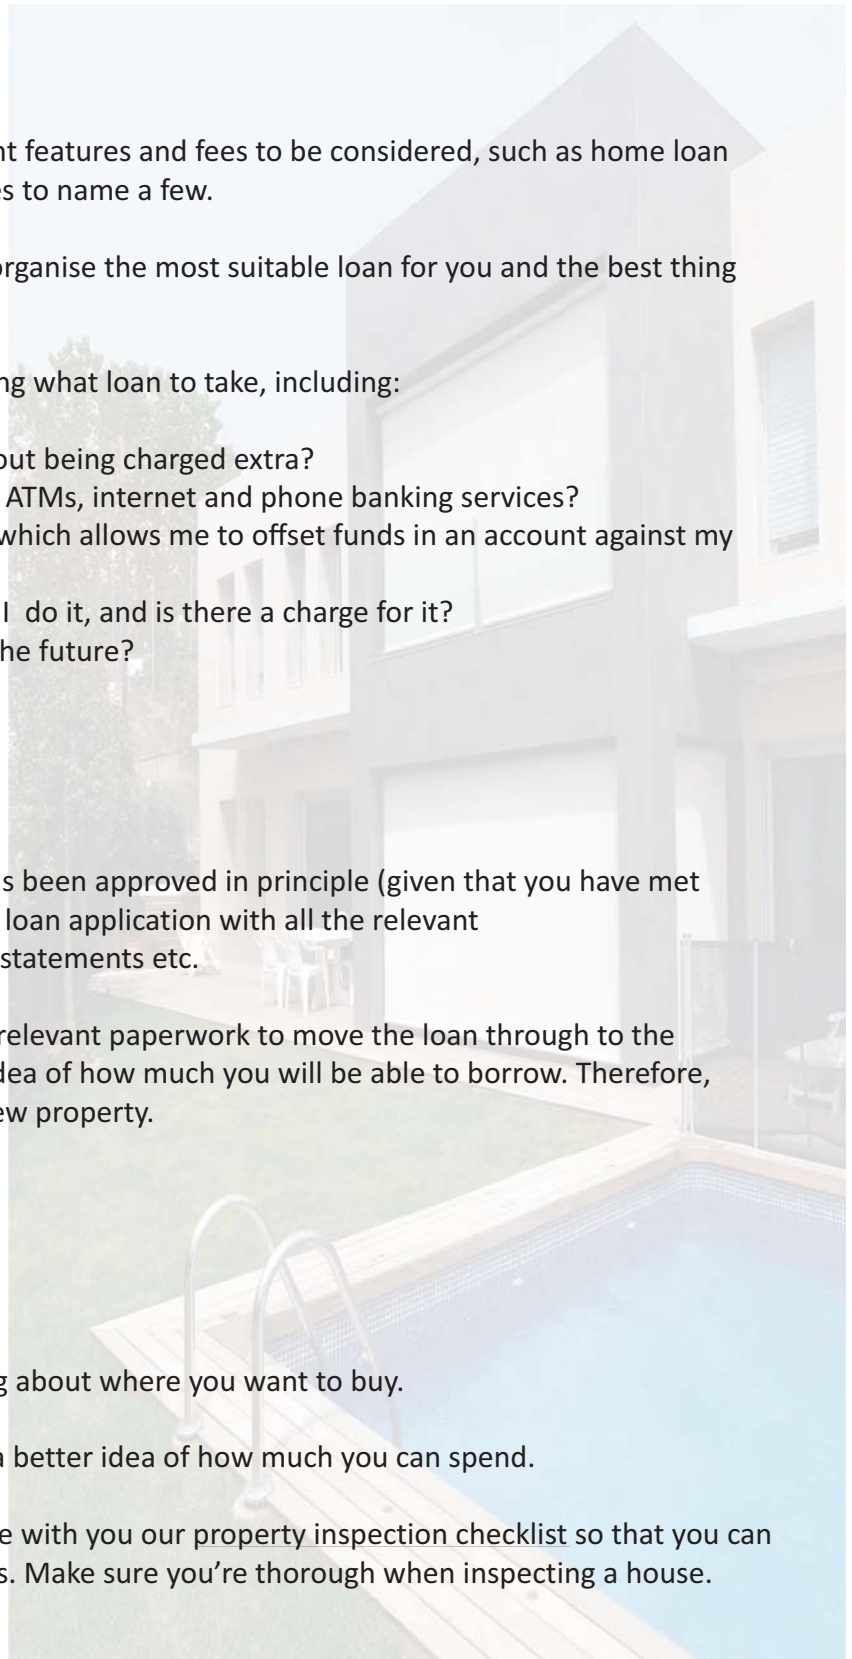 nt features and fees to be considered, such as home loan
es to name a few.
organise the most suitable loan for you and the best thing
ng what loan to take, including:
out being charged extra?
ATMs, internet and phone banking services?
which allows me to offset funds in an account against my
I do it, and is there a charge for it?
he future?
s been approved in principle (given that you have met
loan application with all the relevant
statements etc.
relevant paperwork to move the loan through to the
dea of how much you will be able to borrow. Therefore,
ew property.
g about where you want to buy.
a better idea of how much you can spend.
e with you our property inspection checklist so that you can
s. Make sure you’re thorough when inspecting a house.